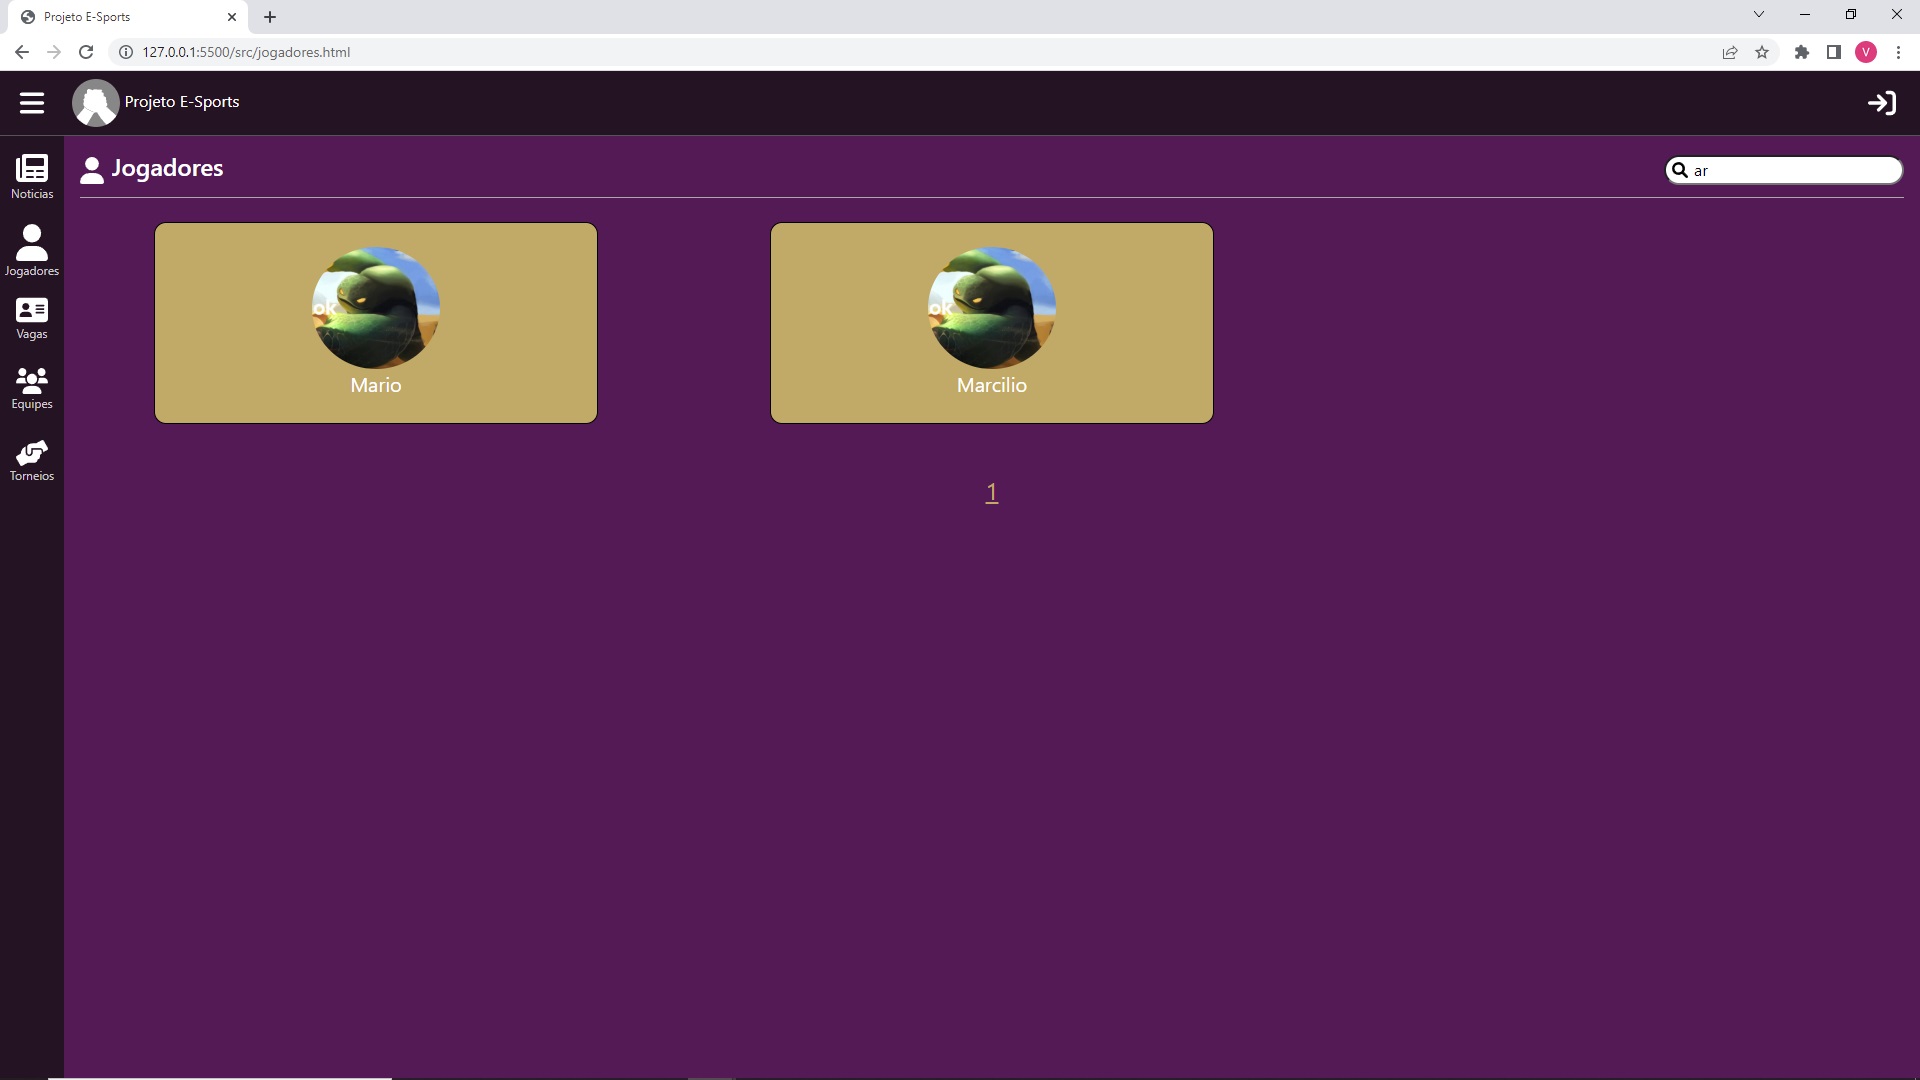 Projeto E-Sports
127.0.0.1:5500/src/jogadores.html
V
Projeto E-Sports
Noticias
Jogadores
Vagas
Equipes
Torneios
Jogadores
ar
ok
Mario
ok
Marcilio
1